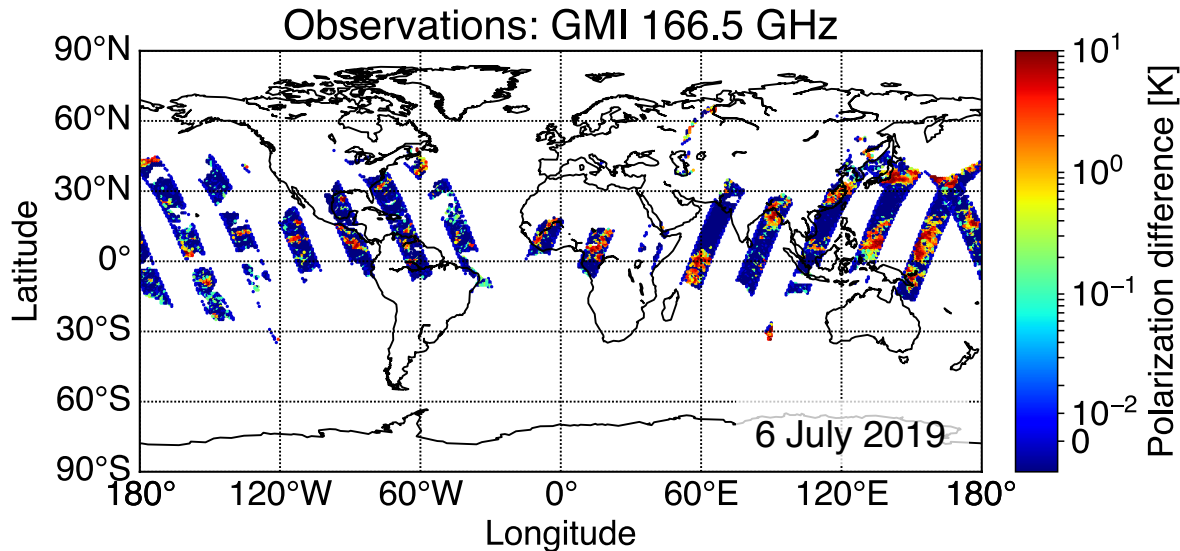 Observations: GMI 166.5 GHz
90°N
60°N
30°N
0°
30°S
60°S
90°S
Latitude
180° 120°W 60°W 0° 60°E 120°E 180°
Longitude
6 July 2019
10¹
10⁰
10⁻¹
10⁻²
0
Polarization difference [K]